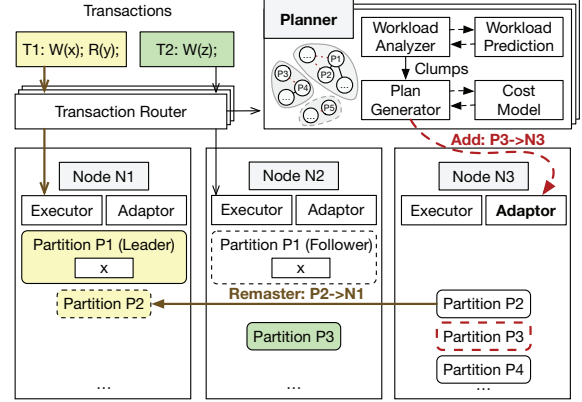 Transactions
T1: W(x); R(y);
T2: W(z);
Transaction Router
Planner
P1
P2
P3
P4
P5
...
...
...
...
Workload
Analyzer
Workload
Prediction
Clumps
Plan
Generator
Cost
Model
Add: P3->N3
Node N1
Executor
Adaptor
Partition P1 (Leader)
x
Partition P2
...
Node N2
Executor
Adaptor
Partition P1 (Follower)
x
Remaster: P2->N1
Partition P3
...
Node N3
Executor
Adaptor
Partition P2
Partition P3
Partition P4
...